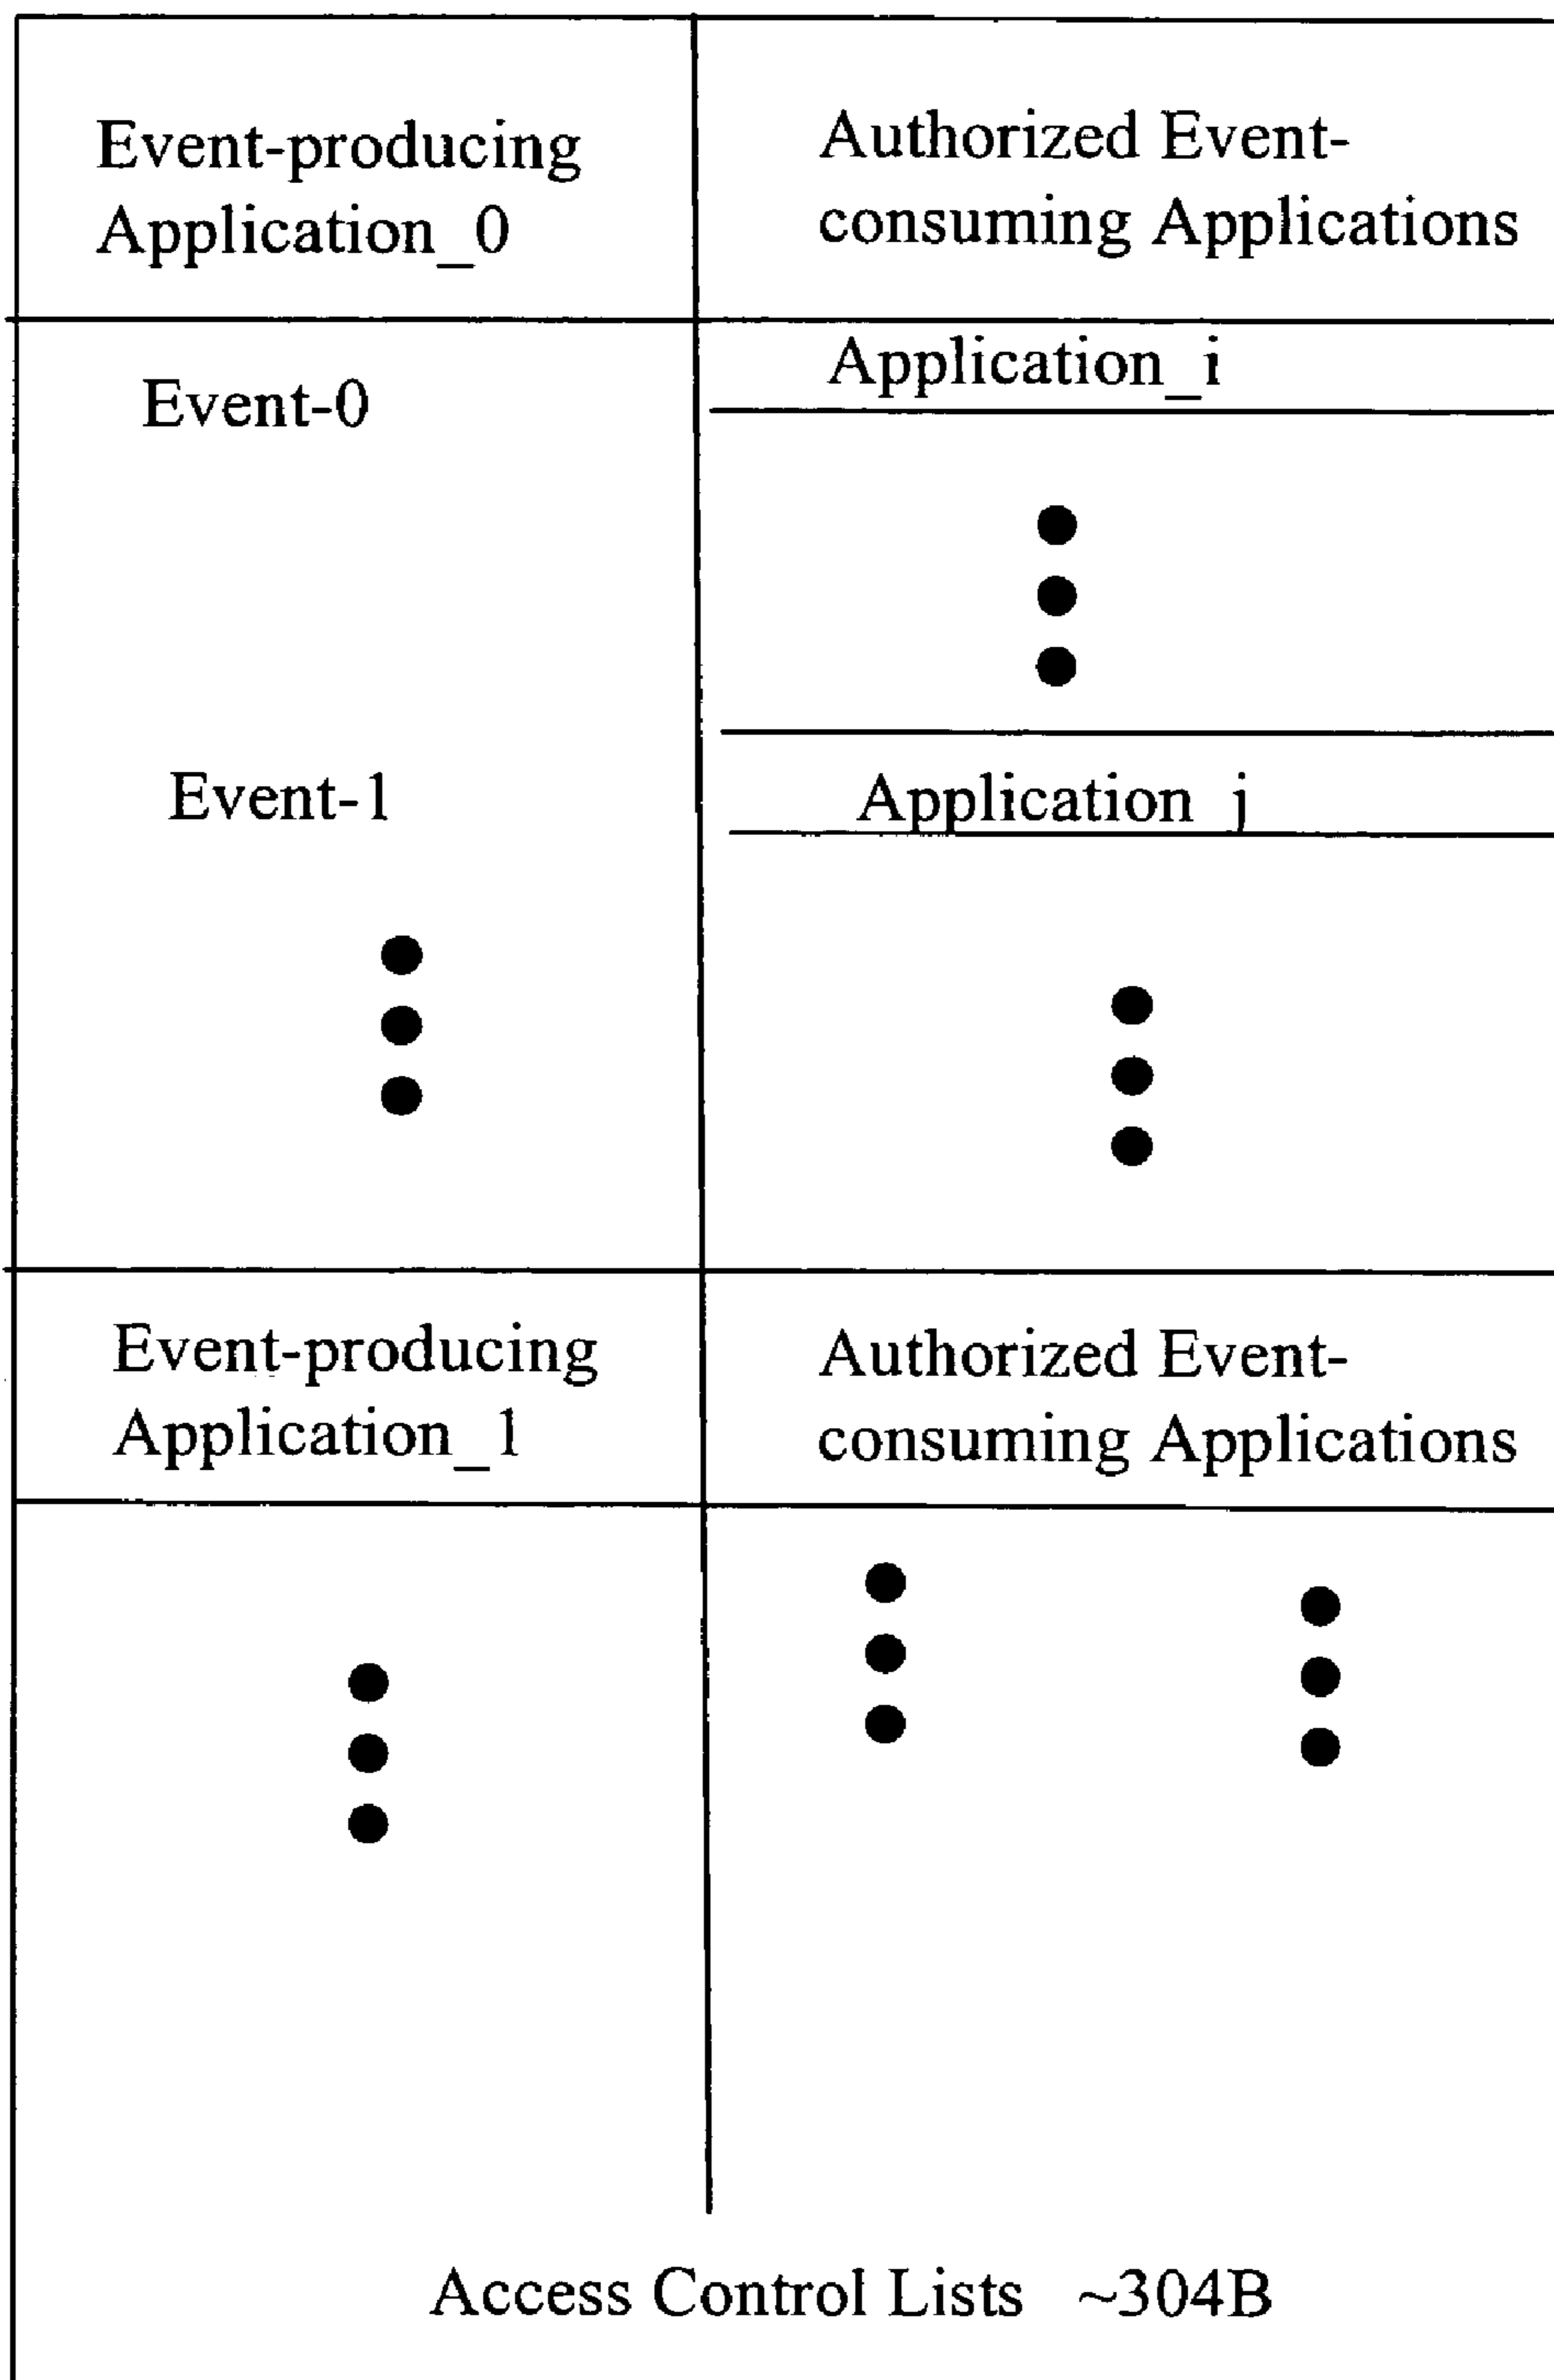 Event-producing
Application_0
Authorized Event-
consuming Applications
Event-0
Application_i
Event-1
Application_j
Event-producing
Application_1
Authorized Event-
consuming Applications
Access Control Lists ~304B